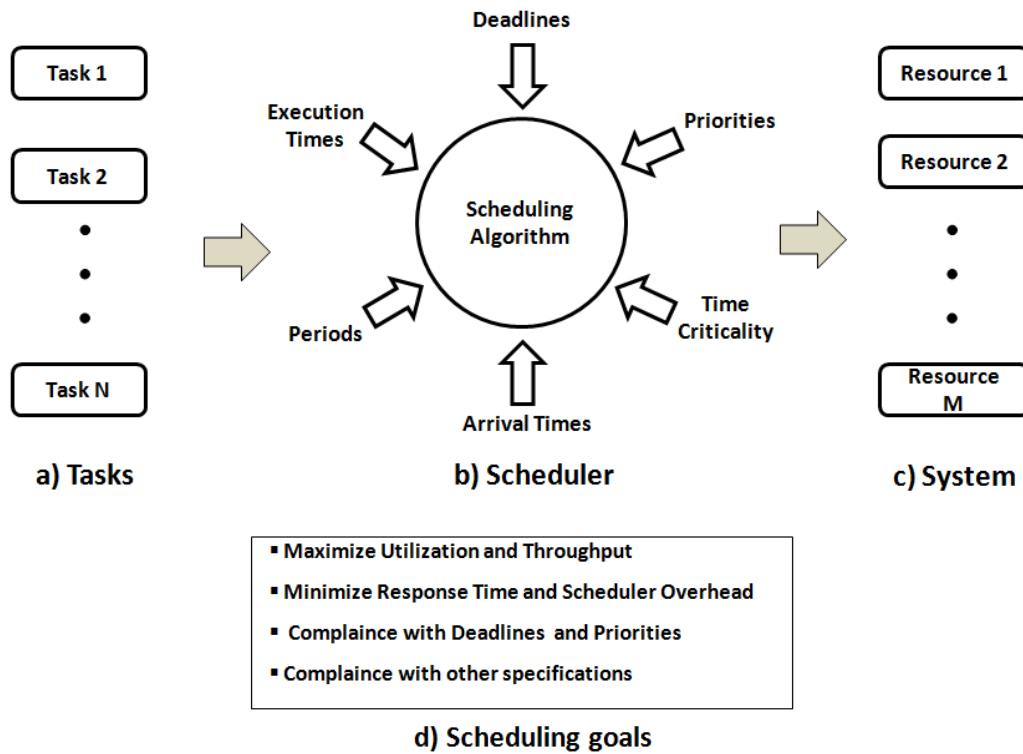 Deadlines
Task 1
Resource 1
Execution
Times
Priorities
Task 2
Resource 2
Scheduling
Algorithm
Periods
Time
Criticality
Task N
Resource
M
Arrival Times
a) Tasks
b) Scheduler
c) System
▪ Maximize Utilization and Throughput
▪ Minimize Response Time and Scheduler Overhead
▪ Complaince with Deadlines and Priorities
▪ Complaince with other specifications
d) Scheduling goals